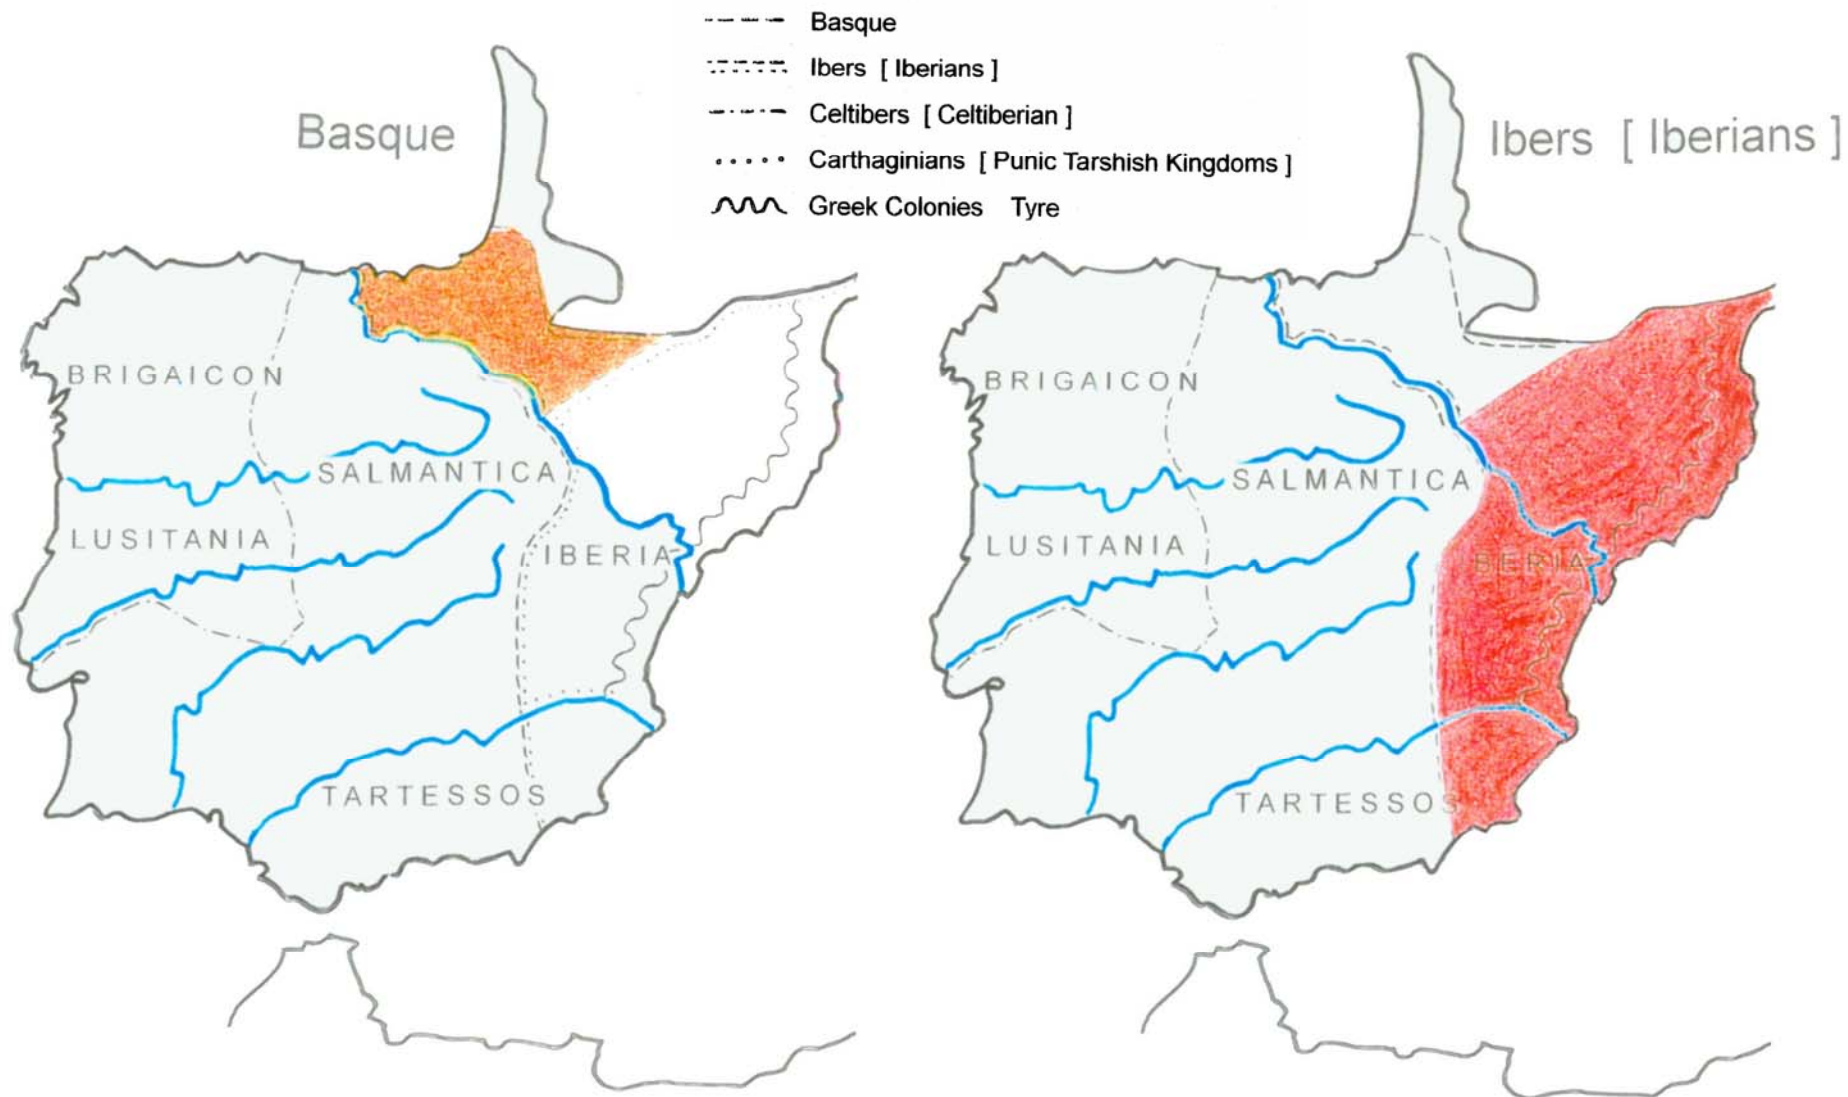 Basque
Ibers [ Iberians ]
Celtibers [ Celtiberian ]
Carthaginians [ Punic Tarshish Kingdoms ]
Greek Colonies Tyre
Basque
BRIGAICON
SALMANTICA
LUSITANIA
IBERIA
TARTESSOS
Ibers [ Iberians ]
BRIGAICON
SALMANTICA
LUSITANIA
BERIA
TARTESSOS